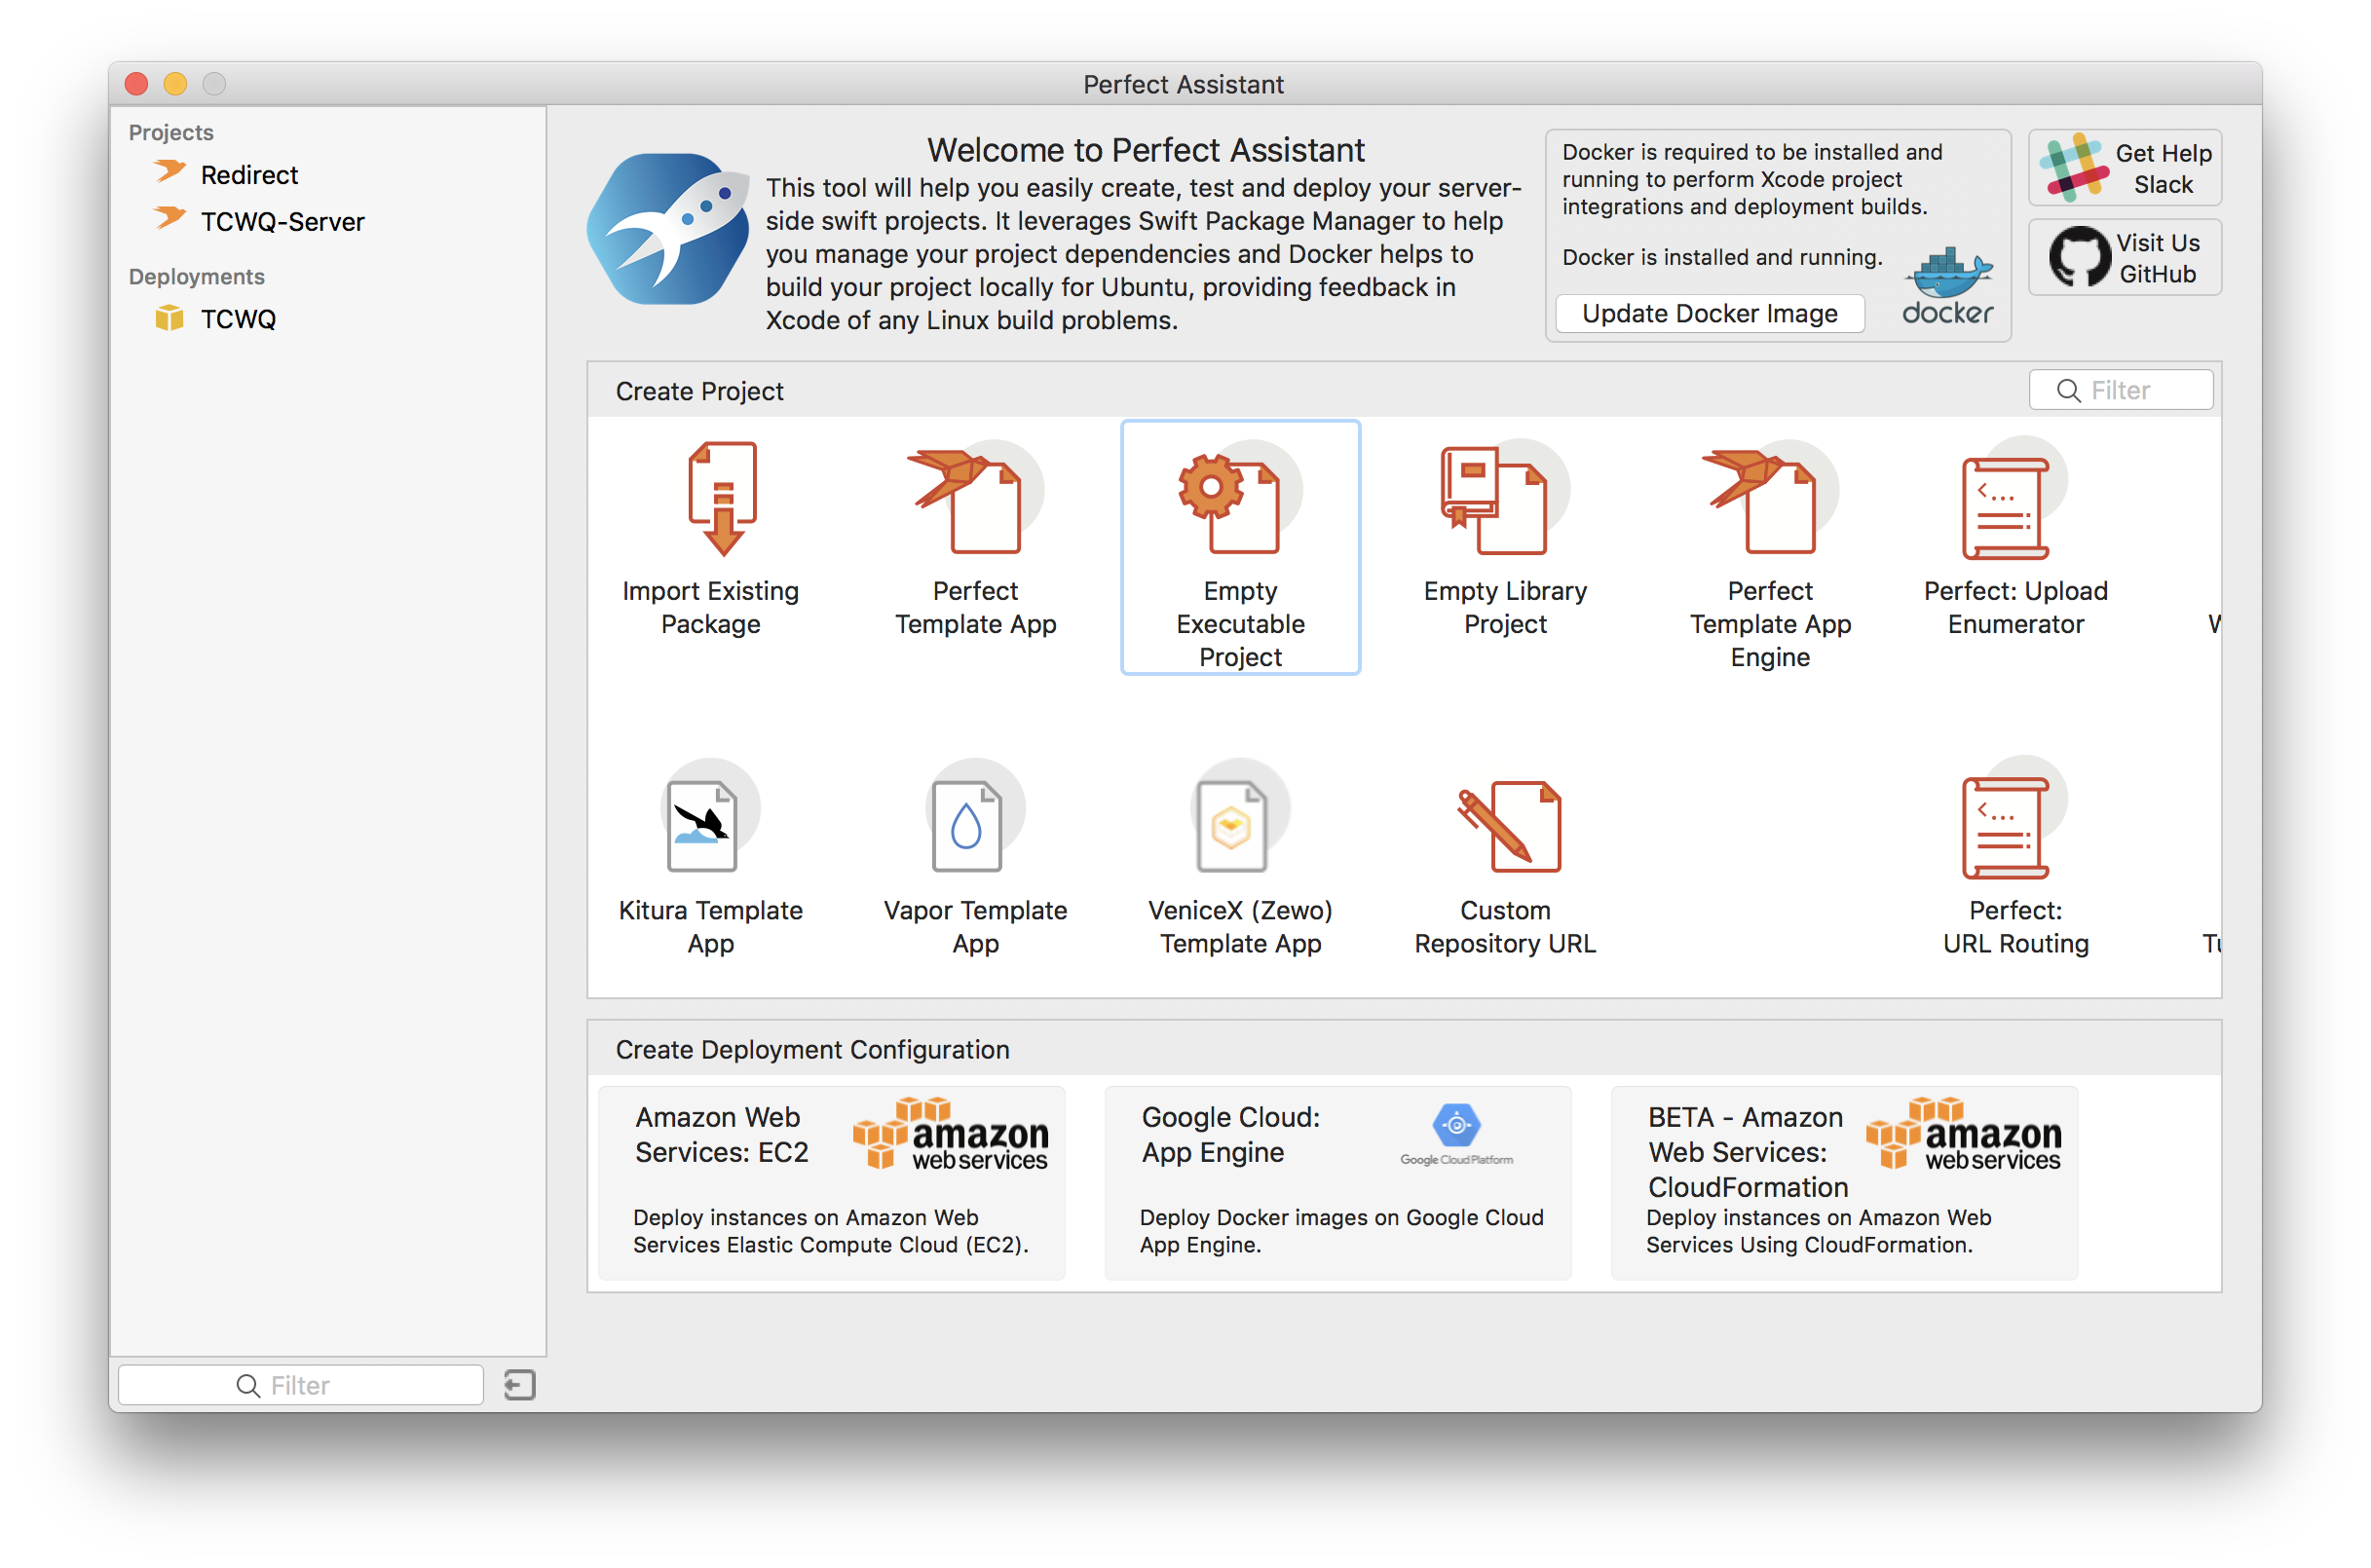 Perfect Assistant
Projects
Redirect
TCWQ-Server
Deployments
TCWQ
Filter
Welcome to Perfect Assistant
This tool will help you easily create, test and deploy your server-
side swift projects. It leverages Swift Package Manager to help
you manage your project dependencies and Docker helps to
build your project locally for Ubuntu, providing feedback in
Xcode of any Linux build problems.
Docker is required to be installed and
running to perform Xcode project
integrations and deployment builds.
Docker is installed and running.
Update Docker Image
docker
Get Help
Slack
Visit Us
GitHub
Create Project
Filter
Import Existing
Package
Perfect
Template App
Empty
Executable
Project
Empty Library
Project
Perfect
Template App
Engine
Perfect: Upload
Enumerator
Kitura Template
App
Vapor Template
App
VeniceX (Zewo)
Template App
Custom
Repository URL
Perfect:
URL Routing
Create Deployment Configuration
Amazon Web
Services: EC2
amazon
webservices
Deploy instances on Amazon Web
Services Elastic Compute Cloud (EC2).
Google Cloud:
App Engine
Google Cloud Platform
Deploy Docker images on Google Cloud
App Engine.
BETA - Amazon
Web Services:
CloudFormation
amazon
webservices
Deploy instances on Amazon Web
Services Using CloudFormation.